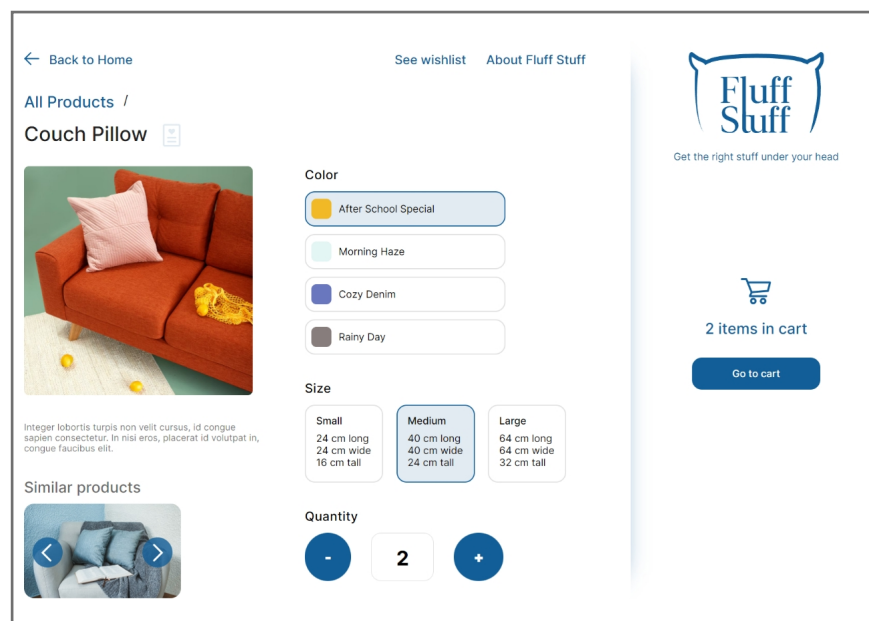 Back to Home
See wishlist
About Fluff Stuff
All Products /
Couch Pillow
Color
After School Special
Morning Haze
Cozy Denim
Rainy Day
Size
Small
24 cm long
24 cm wide
16 cm tall
Medium
40 cm long
40 cm wide
24 cm tall
Large
64 cm long
64 cm wide
32 cm tall
Integer lobortis turpis non velit cursus, id congue
sapien consectetur. In nisi eros, placerat id volutpat in,
congue faucibus elit.
Similar products
Quantity
-
2
+
Fluff
Stuff
Get the right stuff under your head
2 items in cart
Go to cart